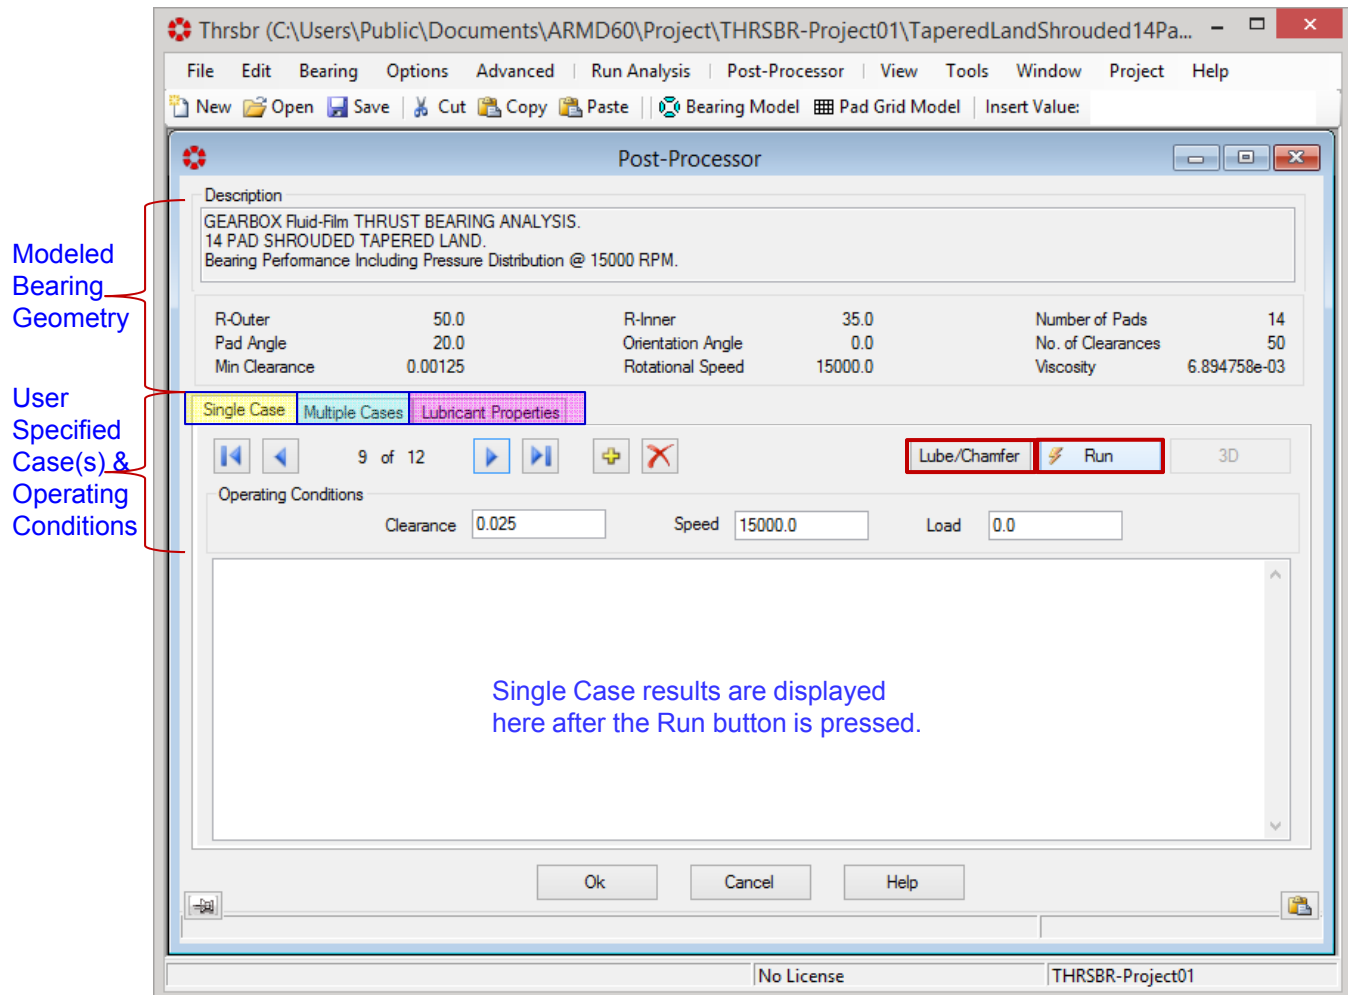 Thrsbr (C:\Users\Public\Documents\ARMD60\Project\THRSBR-Project01\TaperedLandShrouded14Pa...
File Edit Bearing Options Advanced Run Analysis Post-Processor View Tools Window Project Help
New Open Save Cut Copy Paste Bearing Model Pad Grid Model Insert Value:
Post-Processor
Description
GEARBOX Fluid-Film THRUST BEARING ANALYSIS.
14 PAD SHROUDED TAPERED LAND.
Bearing Performance Including Pressure Distribution @ 15000 RPM.
Modeled
Bearing
Geometry
R-Outer 50.0 R-Inner 35.0 Number of Pads 14
Pad Angle 20.0 Orientation Angle 0.0 No. of Clearances 50
Min Clearance 0.00125 Rotational Speed 15000.0 Viscosity 6.894758e-03
User
Specified
Case(s) &
Operating
Conditions
Single Case Multiple Cases Lubricant Properties
9 of 12 Lube/Chamfer Run 3D
Operating Conditions
Clearance 0.025 Speed 15000.0 Load 0.0
Single Case results are displayed
here after the Run button is pressed.
Ok Cancel Help
No License THRSBR-Project01